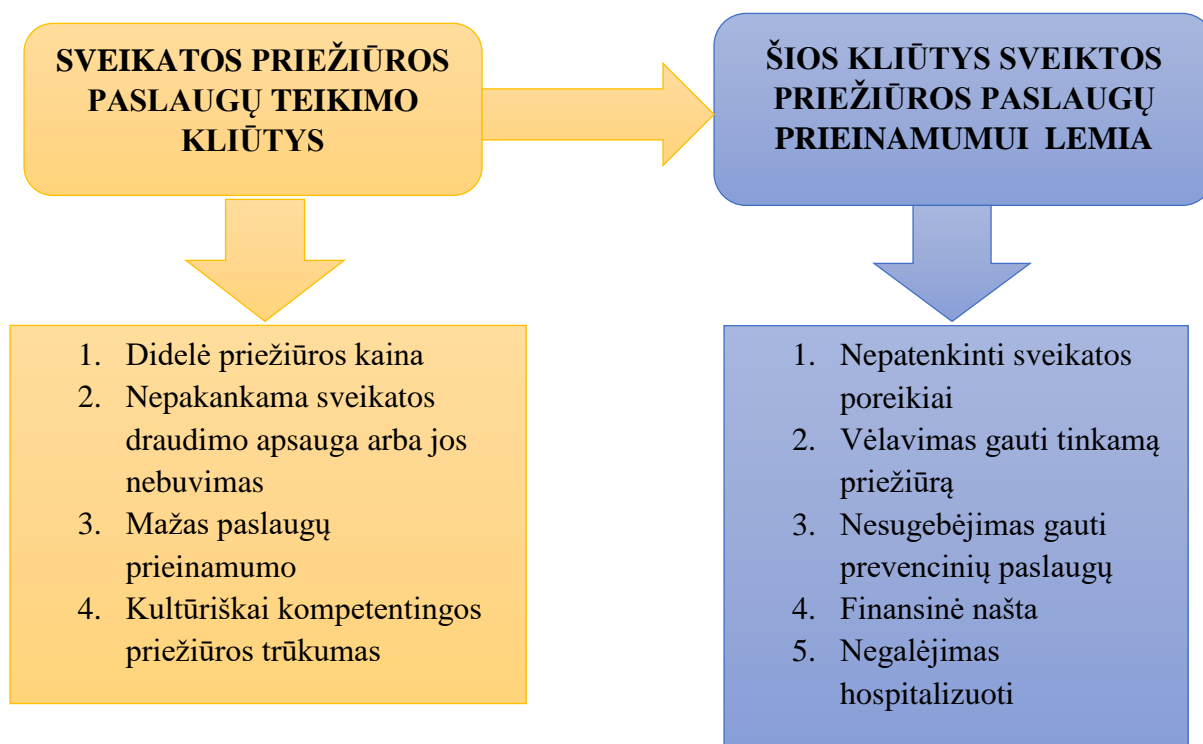 SVEIKATOS PRIEŽIŪROS
PASLAUGŲ TEIKIMO
KLIŪTYS
ŠIOS KLIŪTYS SVEIKTOS
PRIEŽIŪROS PASLAUGŲ
PRIEINAMUMUI LEMIA
1. Didelė priežiūros kaina
2. Nepakankama sveikatos
draudimo apsauga arba jos
nebuvimas
3. Mažas paslaugų
prieinamumo
4. Kultūriškai kompetentingos
priežiūros trūkumas
1. Nepatenkinti sveikatos
poreikiai
2. Vėlavimas gauti tinkamą
priežiūrą
3. Nesugebėjimas gauti
prevencinių paslaugų
4. Finansinė našta
5. Negalėjimas
hospitalizuoti